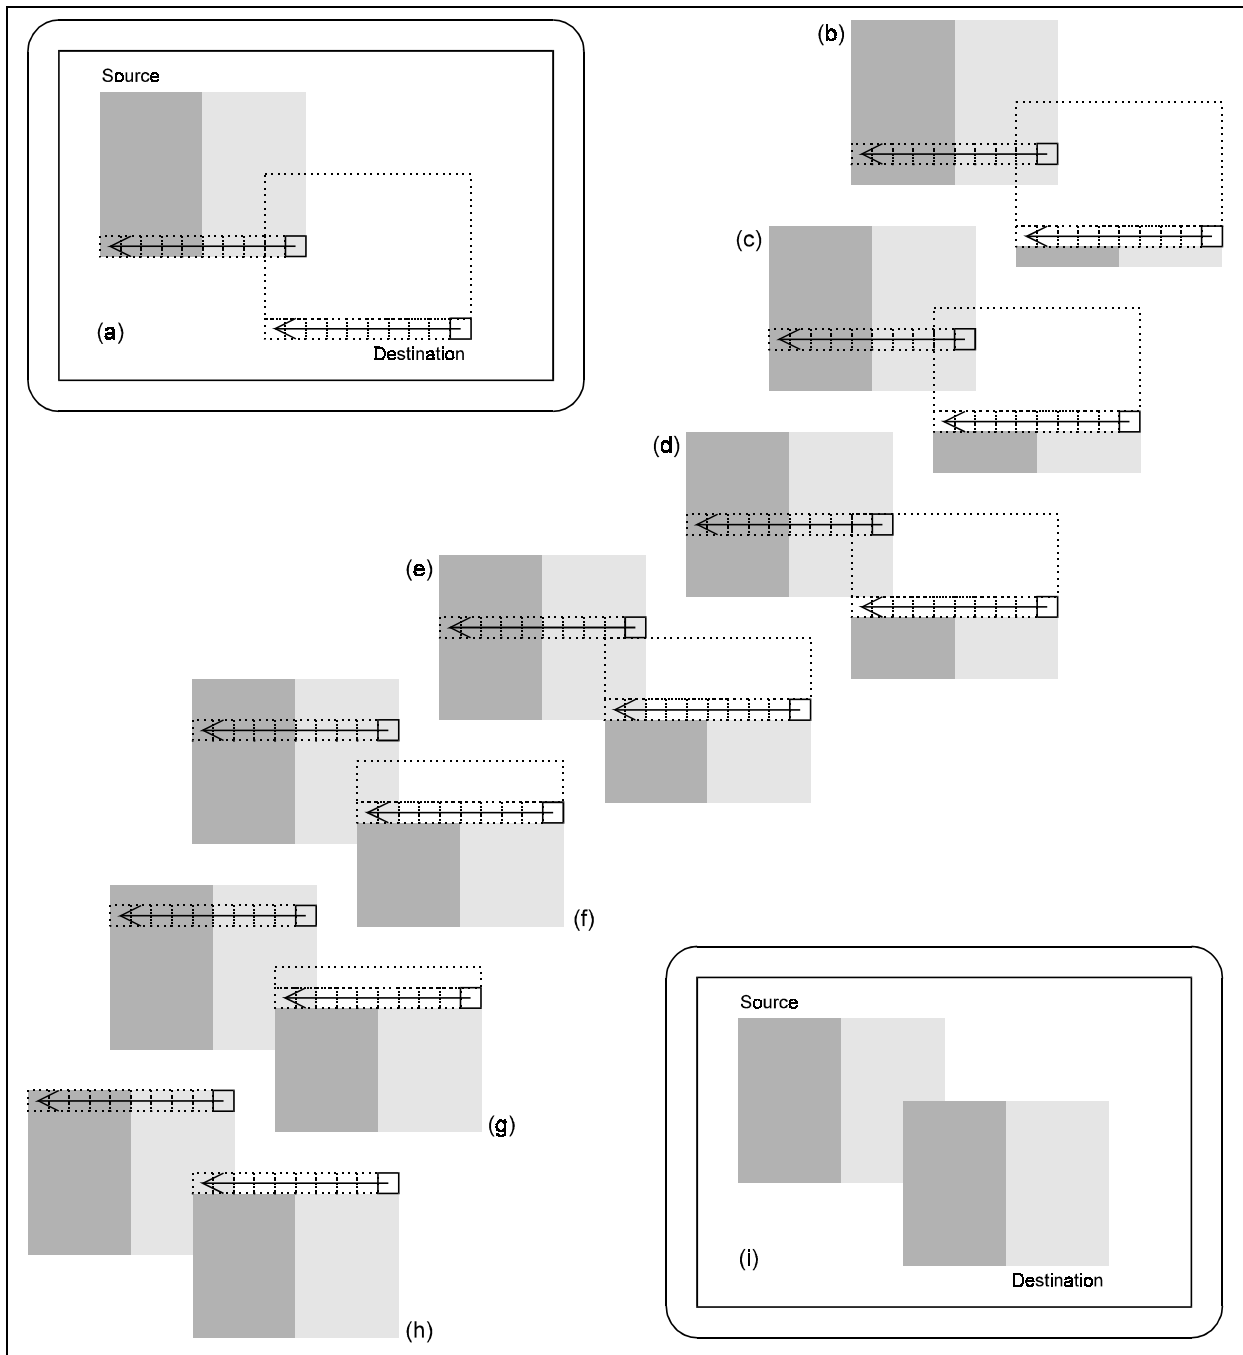 Source
(a)
Destination
(b)
(c)
(d)
(e)
(f)
(g)
(h)
Source
(i)
Destination